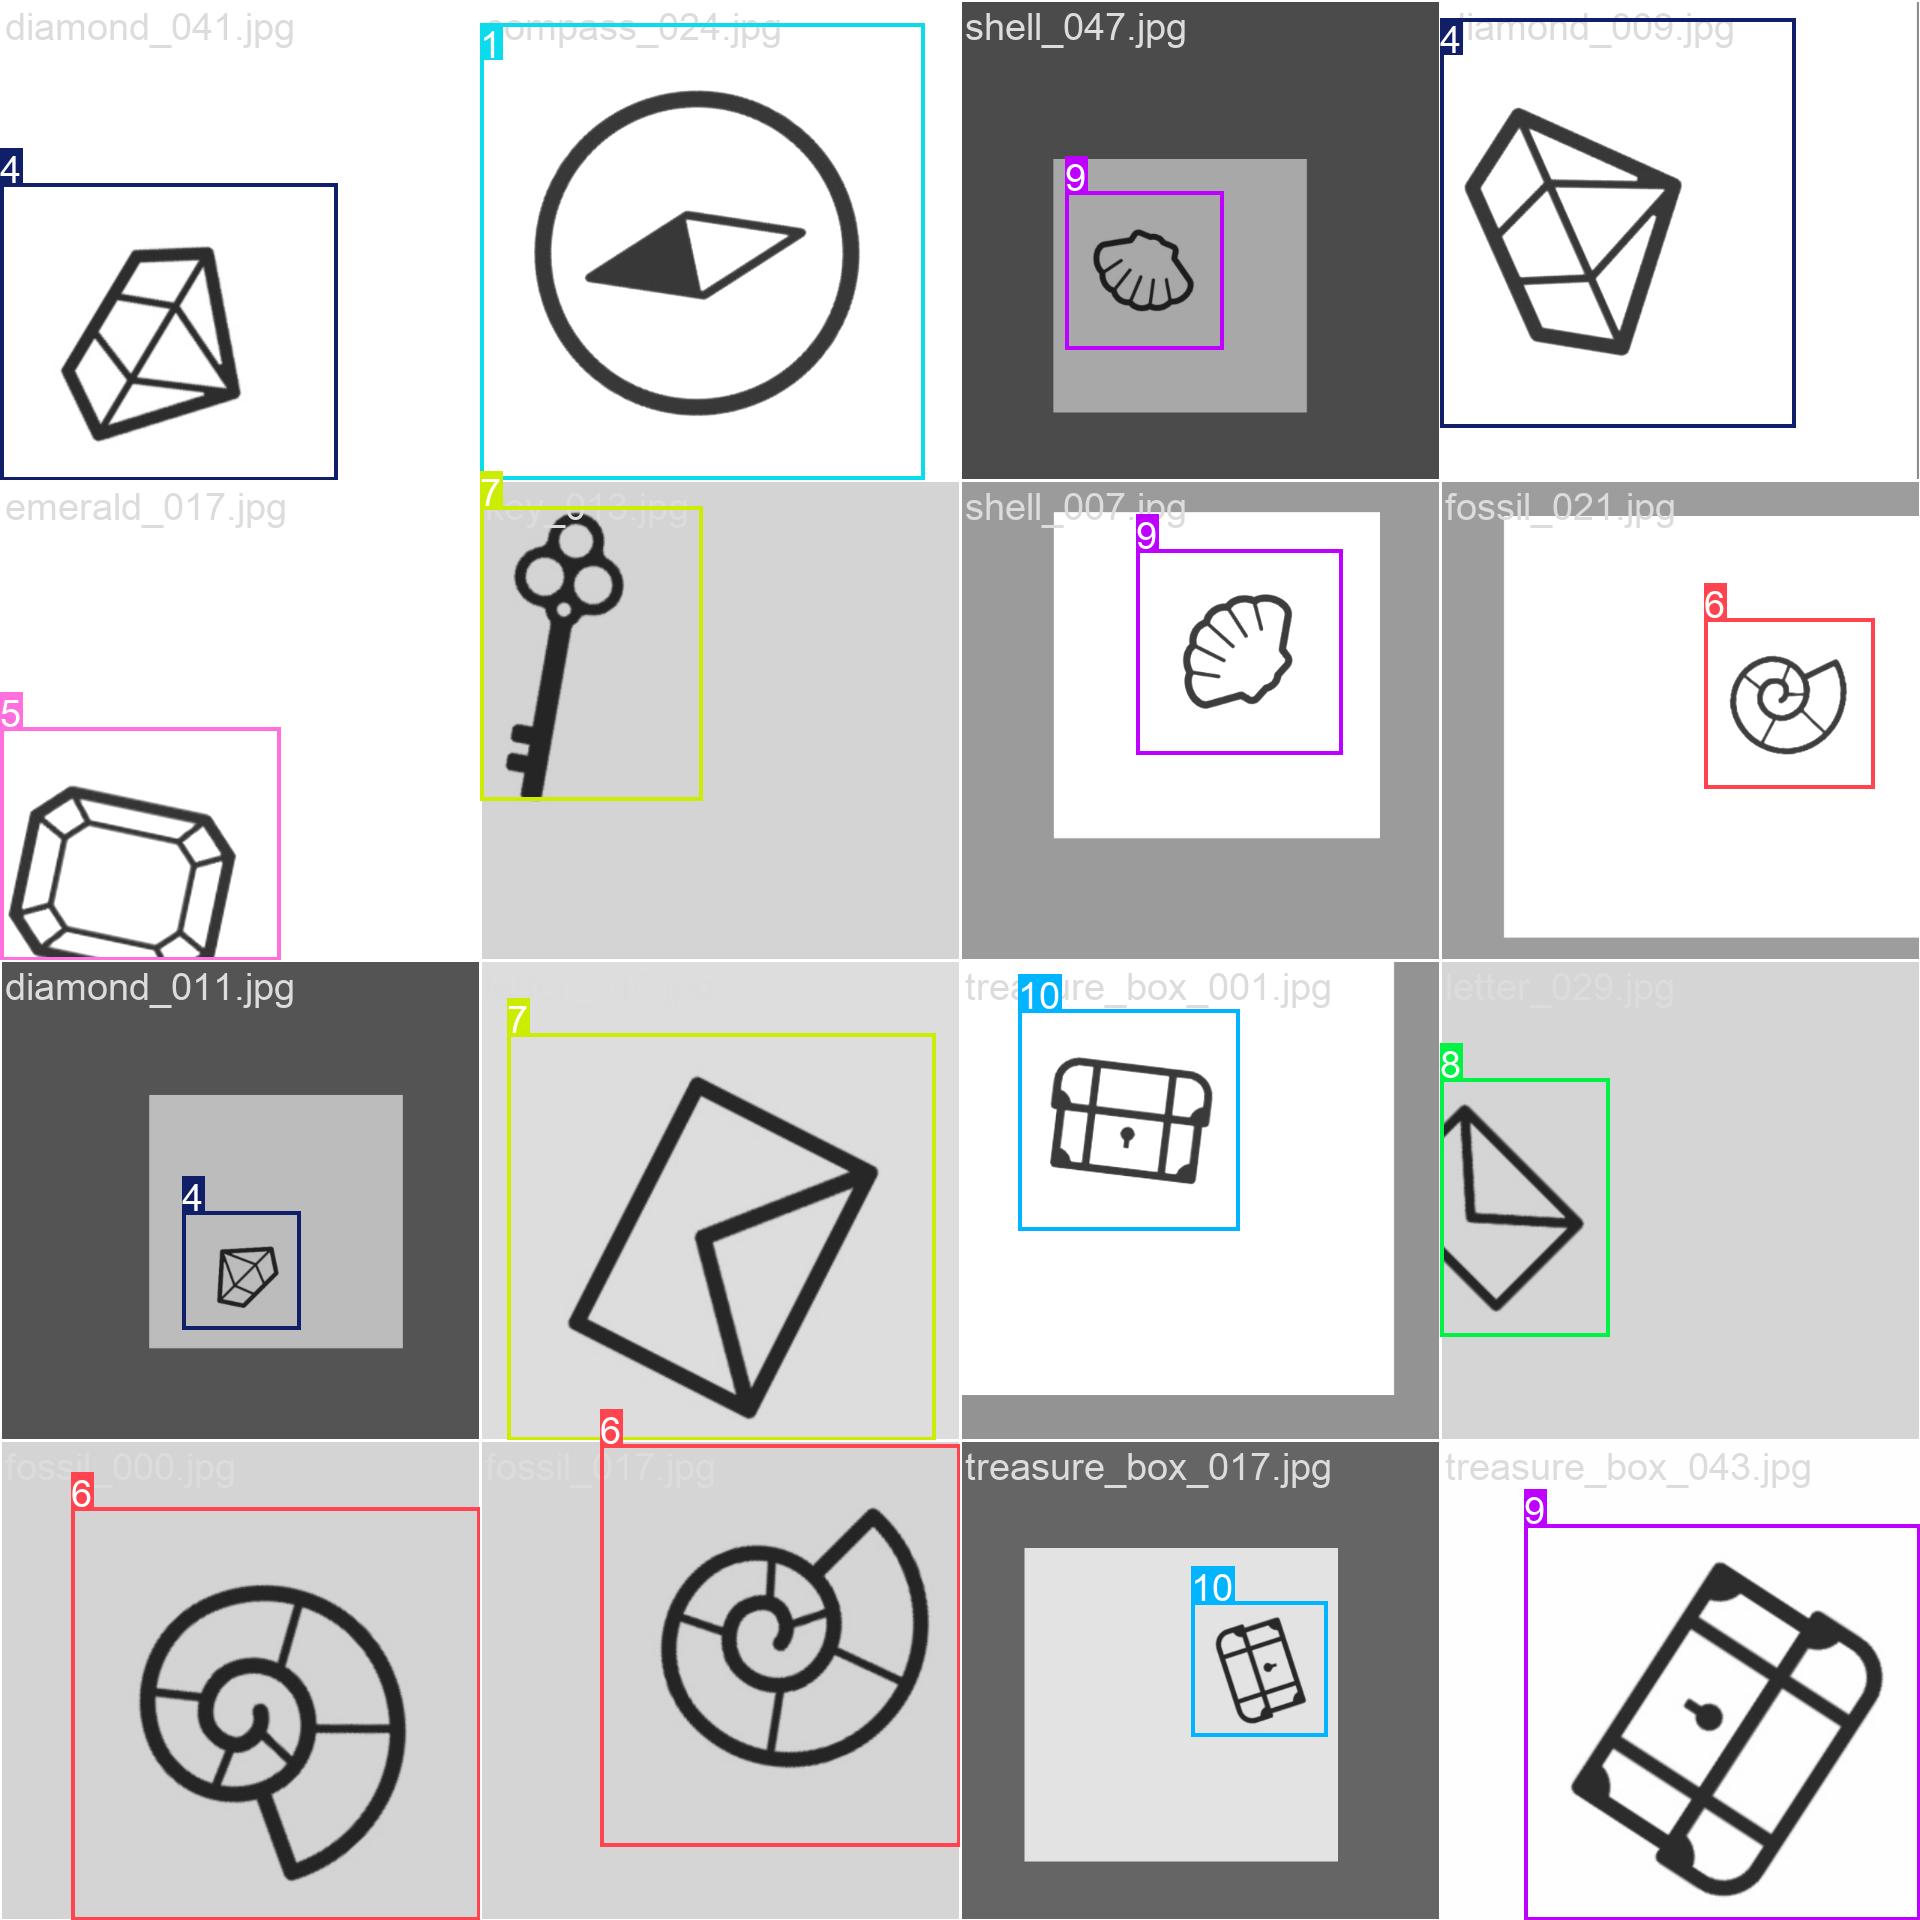 diamond_041.jpg
4
compass_024.jpg
1
shell_047.jpg
9
diamond_009.jpg
4
emerald_017.jpg
5
key_013.jpg
7
shell_007.jpg
9
fossil_021.jpg
6
diamond_011.jpg
4
7
treasure_box_001.jpg
10
letter_029.jpg
8
fossil_000.jpg
6
fossil_017.jpg
6
treasure_box_017.jpg
10
treasure_box_043.jpg
9